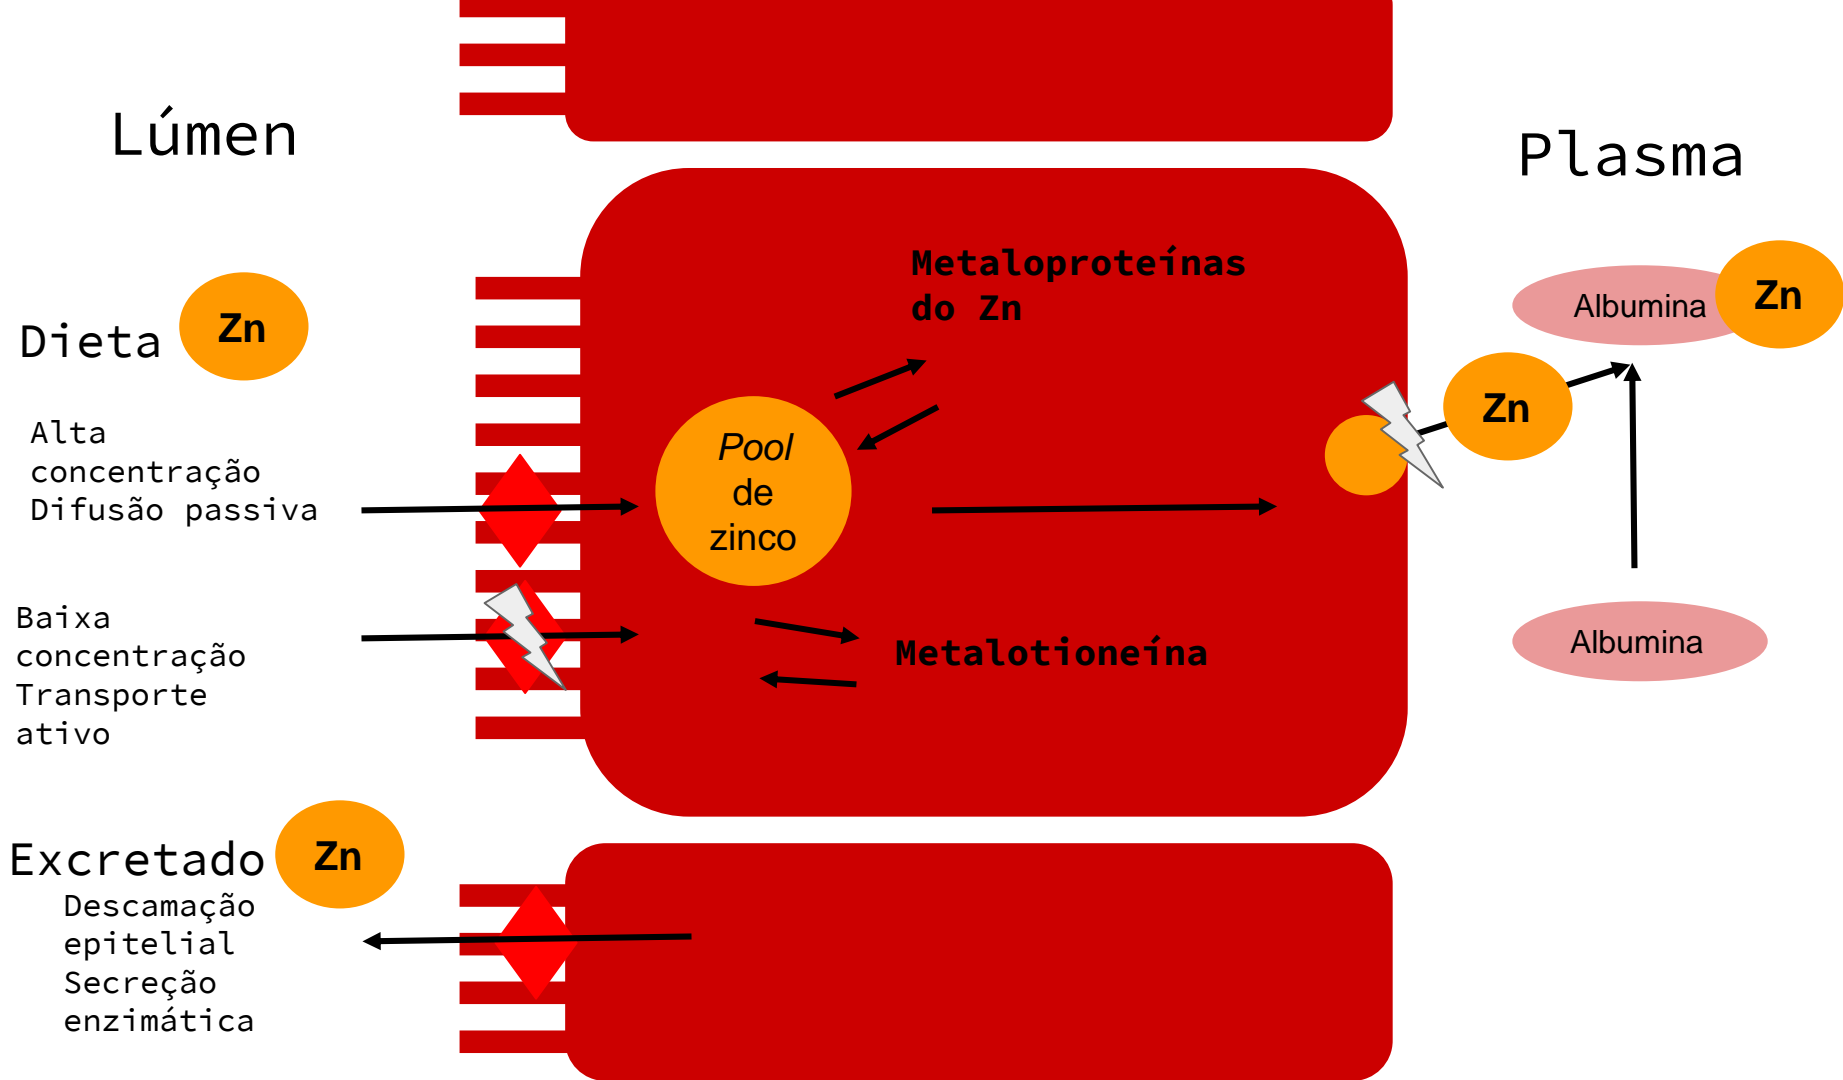 Lúmen
Plasma
Dieta
Zn
Alta
concentração
Difusão passiva
Baixa
concentração
Transporte
ativo
Excretado
Zn
Descamação
epitelial
Secreção
enzimática
Metaloproteínas
do Zn
Pool
de
zinco
Metalotioneína
Albumina
Zn
Zn
Albumina